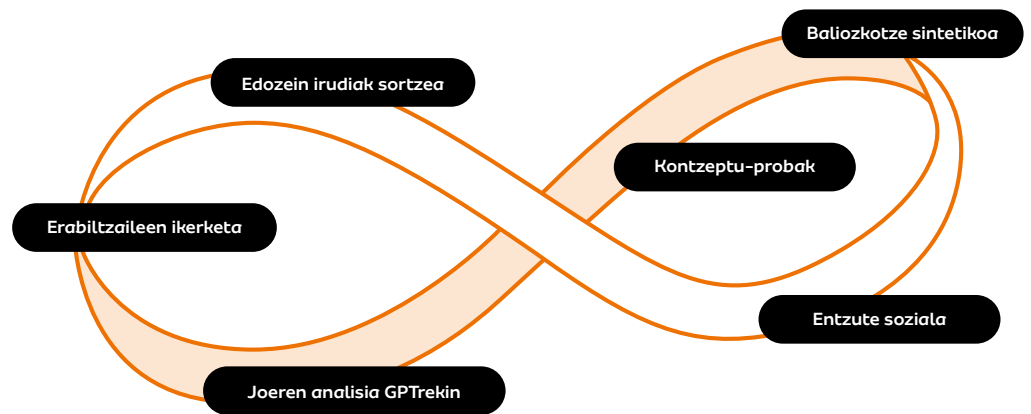 Baliozkotze sintetikoa
Edozein irudiak sortzea
Kontzeptu-probak
Erabiltzaileen ikerketa
Entzute soziala
Joeren analisia GPTrekin